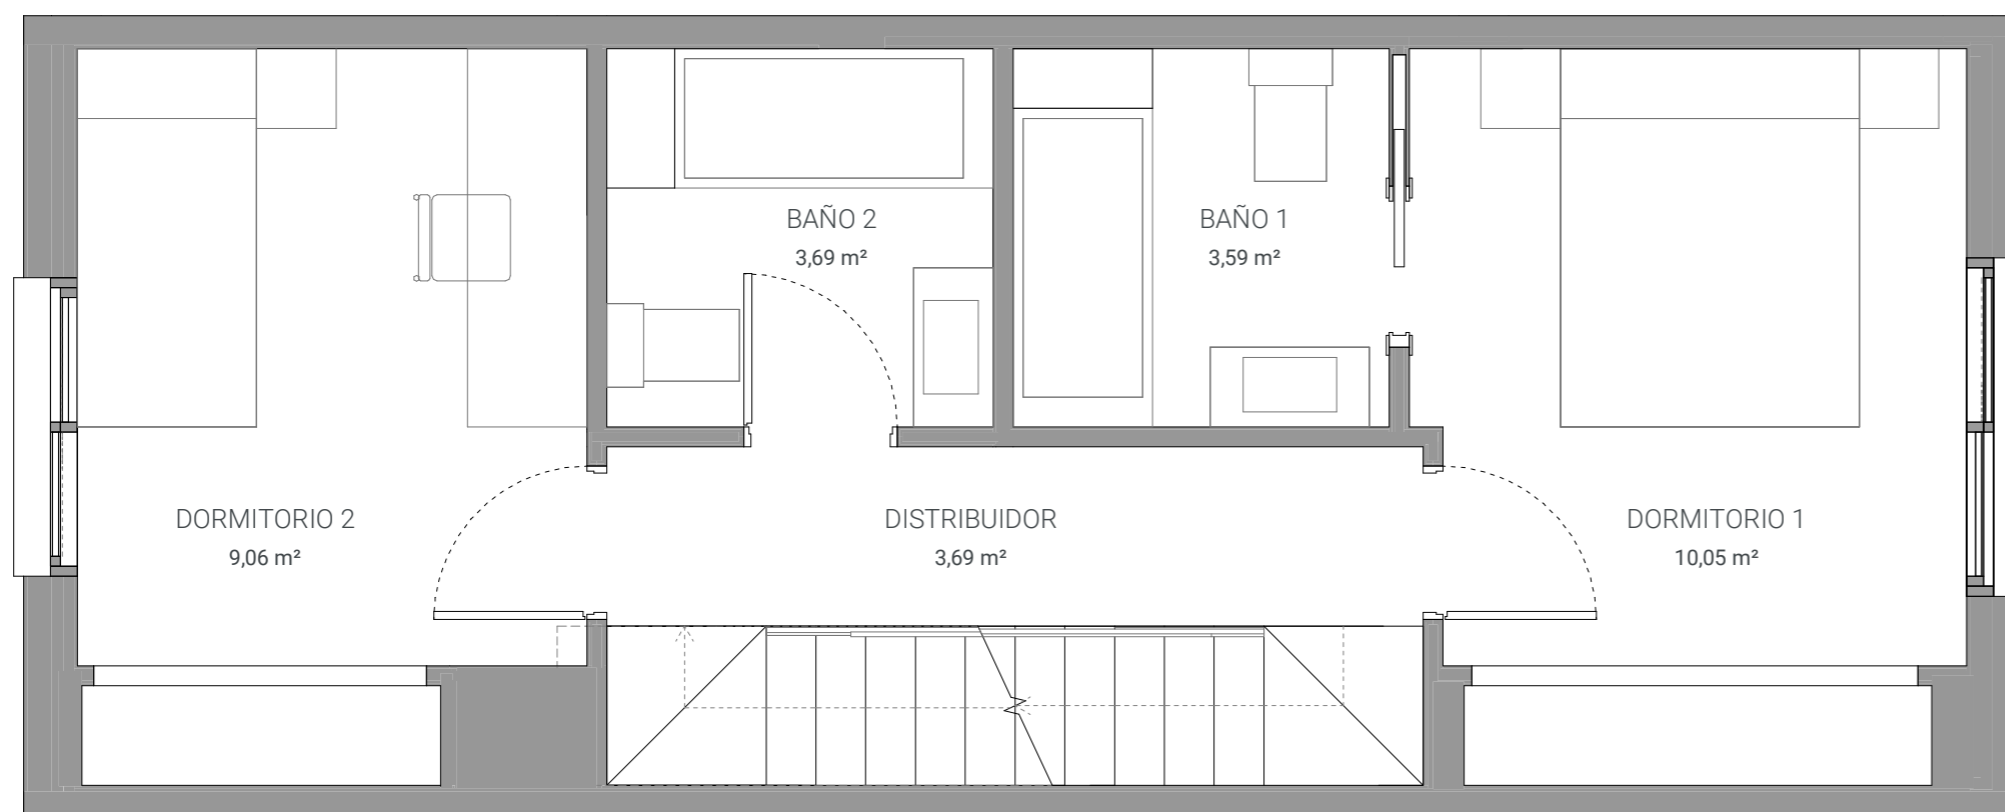 BAÑO 2
3,69 m²
BAÑO 1
3,59 m²
DORMITORIO 2
9,06 m²
DISTRIBUIDOR
3,69 m²
DORMITORIO 1
10,05 m²